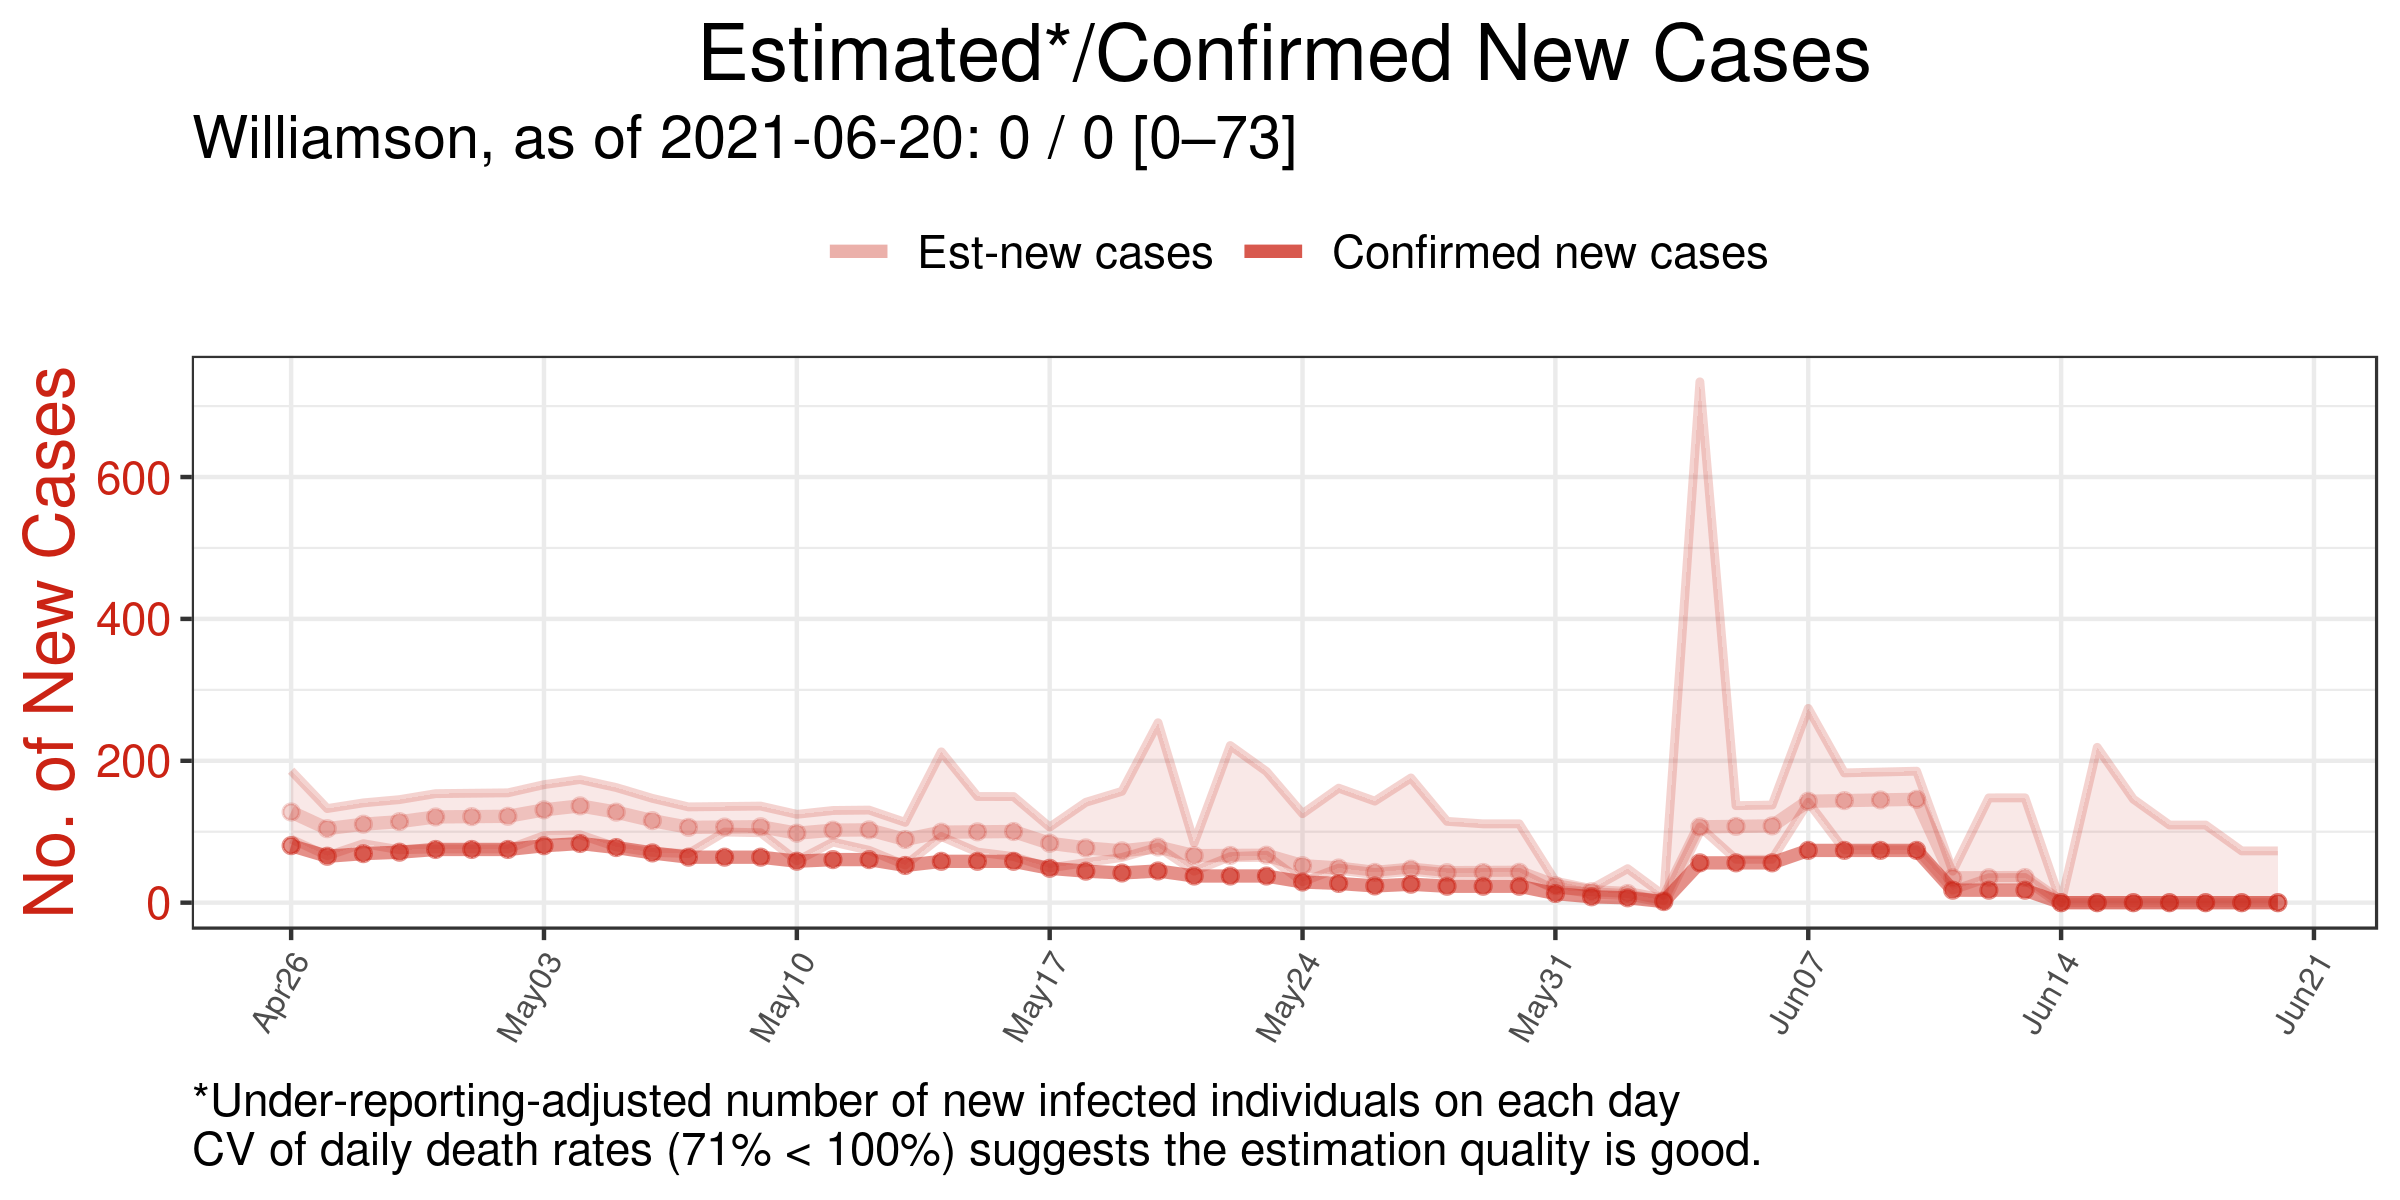 Estimated*/Confirmed New Cases
Williamson, as of 2021-06-20: 0 / 0 [0–73]
Est-new cases
Confirmed new cases
No. of New Cases
600
400
200
0
Apr26
May03
May10
May17
May24
May31
Jun07
Jun14
Jun21
*Under-reporting-adjusted number of new infected individuals on each day
CV of daily death rates (71% < 100%) suggests the estimation quality is good.